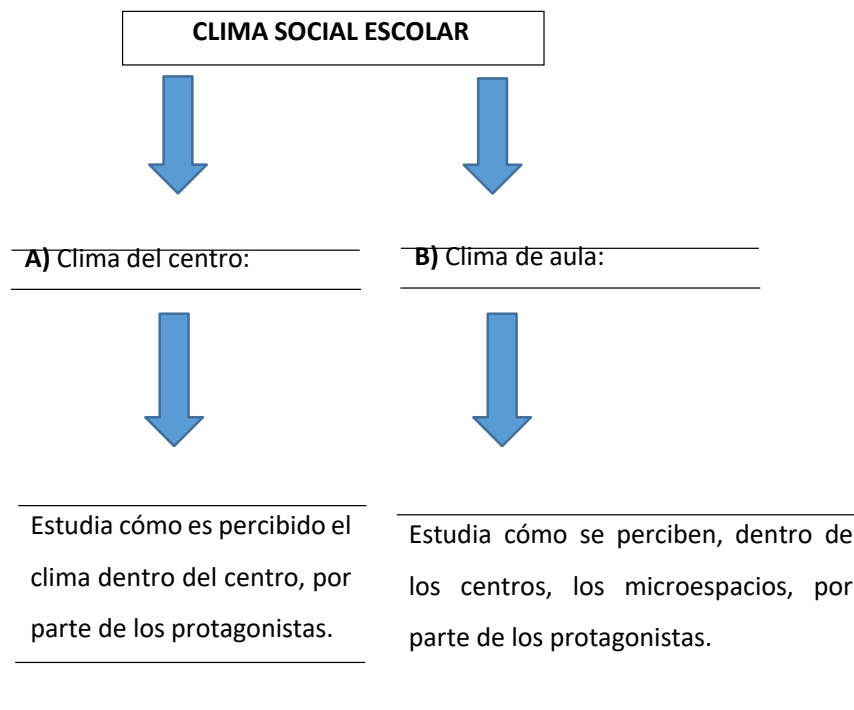 CLIMA SOCIAL ESCOLAR
A) Clima del centro:
B) Clima de aula:
Estudia cómo es percibido el
clima dentro del centro, por
parte de los protagonistas.
Estudia cómo se perciben, dentro de
los centros, los microespacios, por
parte de los protagonistas.